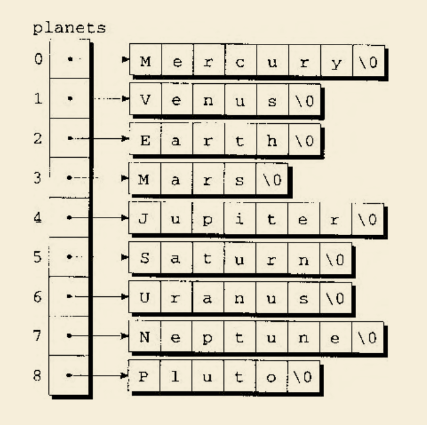 planets
0 M e r c u r y \0
1 V e n u s \0
2 E a r t h \0
3 M a r s \0
4 J u p i t e r \0
5 S a t u r n \0
6 U r a n u s \0
7 N e p t u n e \0
8 P l u t o \0